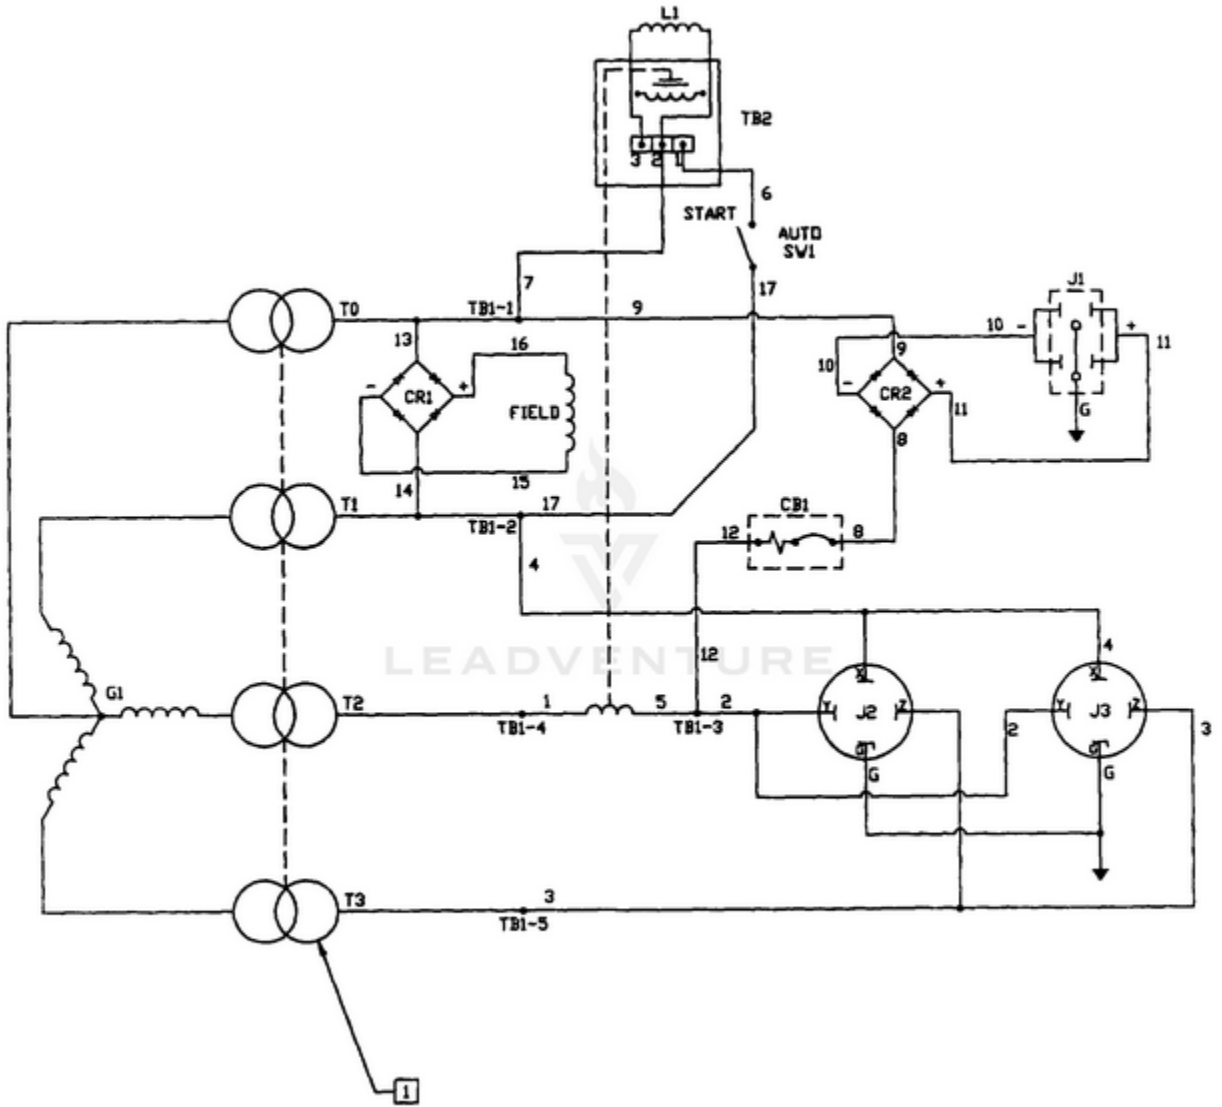 L1
TB2
3 2 1
6
START
AUTO
SW1
7
17
J1
T0
TB1-1
9
10
-
+
11
13
16
9
10
-
+
-
+
CR1
FIELD
CR2
11
G
8
15
14
T1
17
TB1-2
CB1
12
8
4
LEADVENTURE
12
4
X
X
G1
T2
1
5
2
Y
J2
Z
Y
J3
Z
TB1-4
TB1-3
2
3
G
G
G
G
T3
3
TB1-5
1